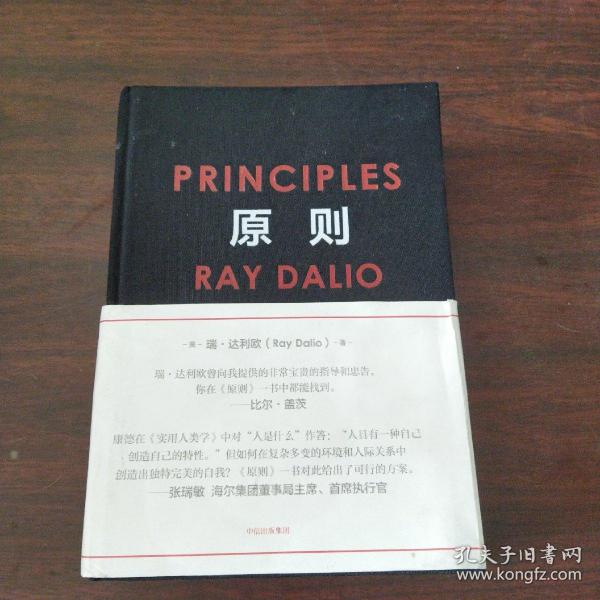 PRINCIPLES
原则
RAY DALIO
—美— 瑞·达利欧（Ray Dalio）—著—
瑞·达利欧曾向我提供的非常宝贵的指导和忠告，
你在《原则》一书中都能找到。
——比尔·盖茨
康德在《实用人类学》中对“人是什么”作答：“人具有一种自己
创造自己的特性。”但如何在复杂多变的环境和人际关系中
创造出独特完美的自我？《原则》一书对此给出了可行的方案。
——张瑞敏 海尔集团董事局主席、首席执行官
中信出版集团
孔夫子旧书网
www.kongfz.com